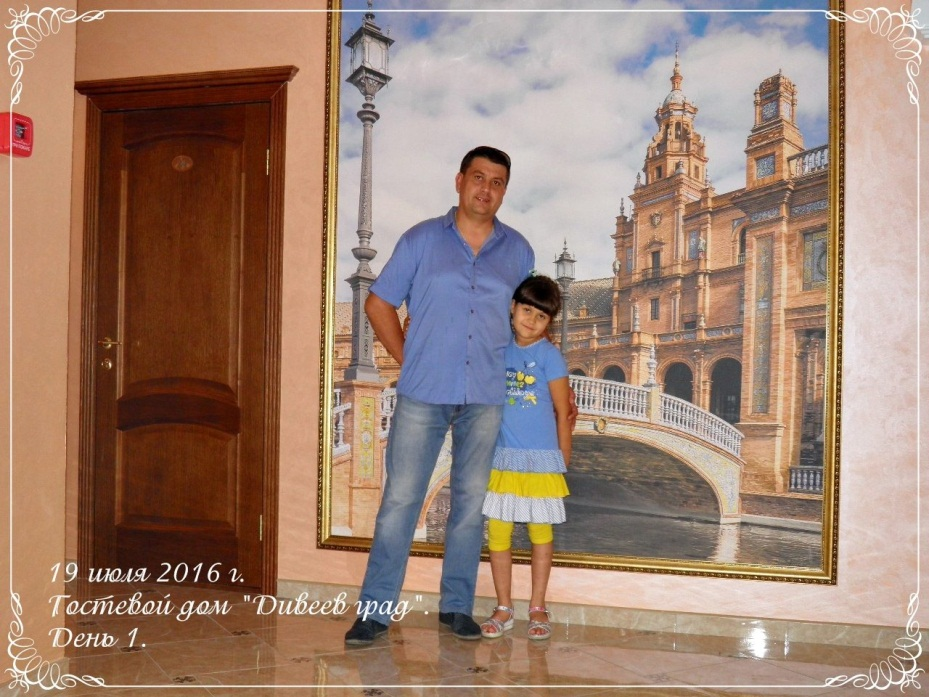 19 июля 2016 г.
Гостевой дом "Дивеев град".
День 1.